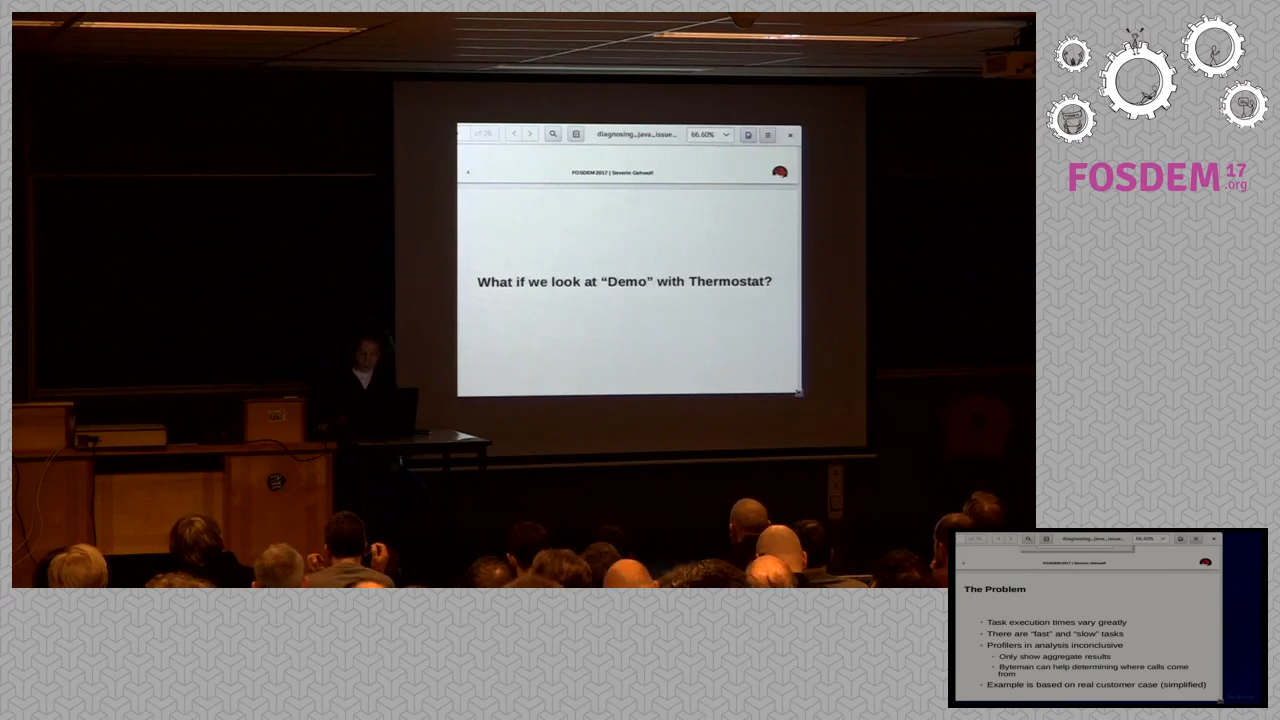 of 26
diagnosing_java_issue...
66.60%
FOSDEM 2017 | Severin Gehwolf
What if we look at “Demo” with Thermostat?
FOSDEM 17
.org
diagnosing_java_issue...
66.60%
FOSDEM 2017 | Severin Gehwolf
The Problem
Task execution times vary greatly
There are “fast” and “slow” tasks
Profilers in analysis inconclusive
Only show aggregate results
Byteman can help determining where calls come
from
Example is based on real customer case (simplified)